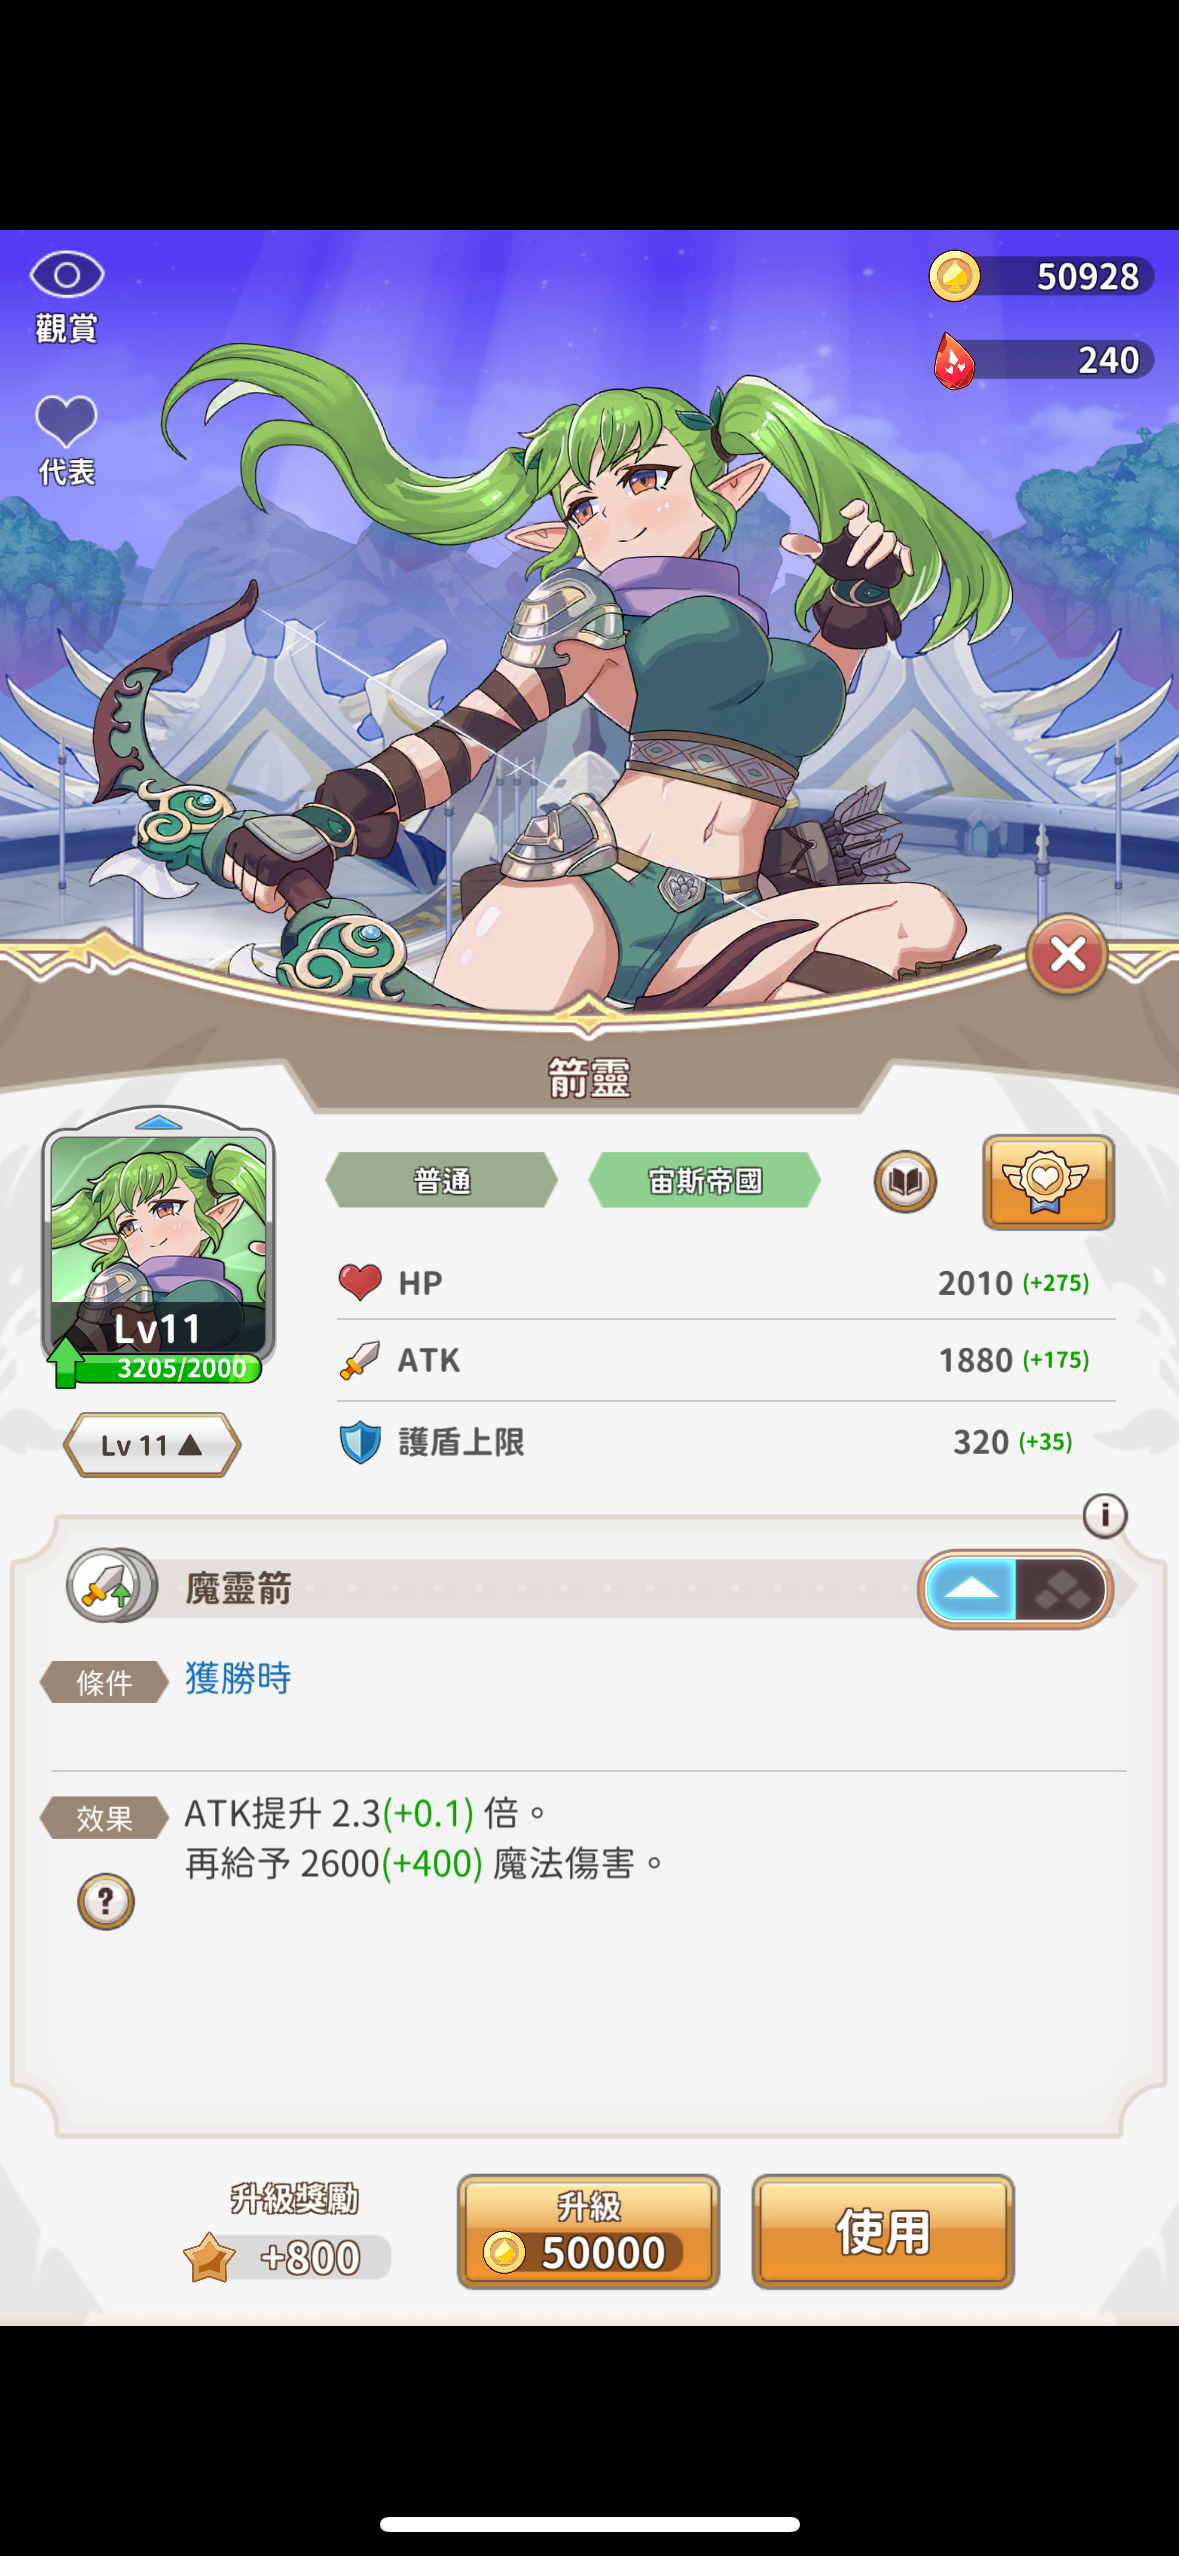 觀賞
50928
240
代表
箭靈
普通
宙斯帝國
Lv11
3205/2000
Lv 11 ▲
HP
2010 (+275)
ATK
1880 (+175)
護盾上限
320 (+35)
i
魔靈箭
條件
獲勝時
效果
ATK提升 2.3(+0.1) 倍。
再給予 2600(+400) 魔法傷害。
?
升級獎勵
+800
升級
50000
使用